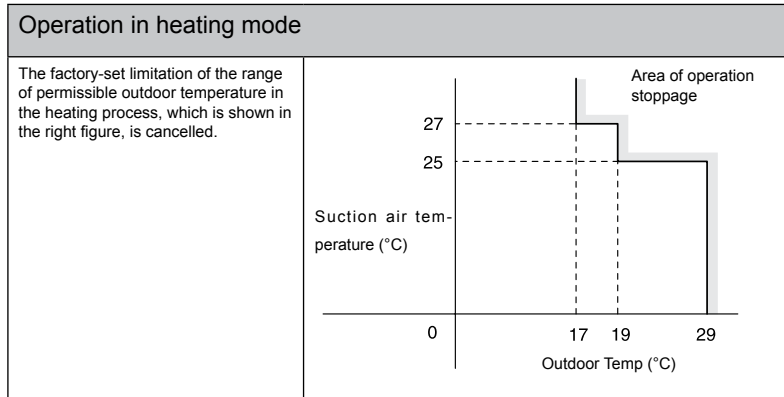 Operation in heating mode
The factory-set limitation of the range
of permissible outdoor temperature in
the heating process, which is shown in
the right figure, is cancelled.
Area of operation
stoppage
27
25
Suction air tem-
perature (°C)
0 17 19 29
Outdoor Temp (°C)